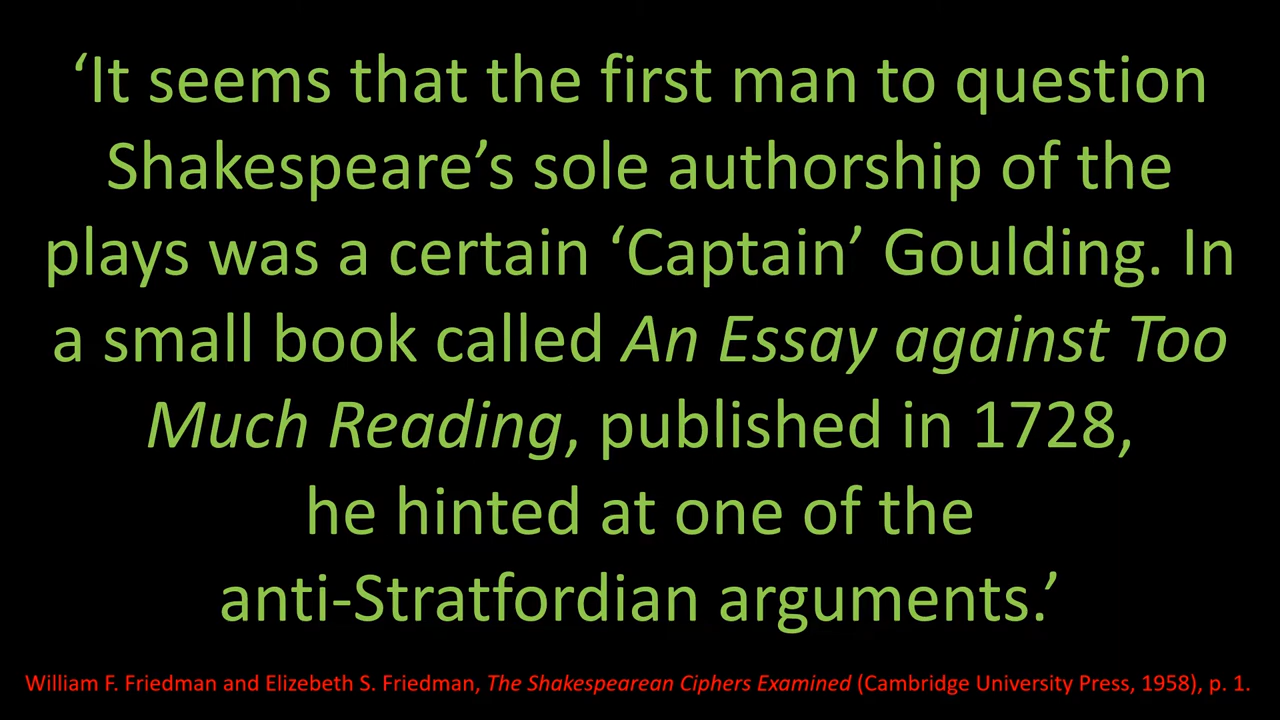 ‘It seems that the first man to question
Shakespeare’s sole authorship of the
plays was a certain ‘Captain’ Goulding. In
a small book called An Essay against Too
Much Reading, published in 1728,
he hinted at one of the
anti-Stratfordian arguments.’
William F. Friedman and Elizebeth S. Friedman, The Shakespearean Ciphers Examined (Cambridge University Press, 1958), p. 1.